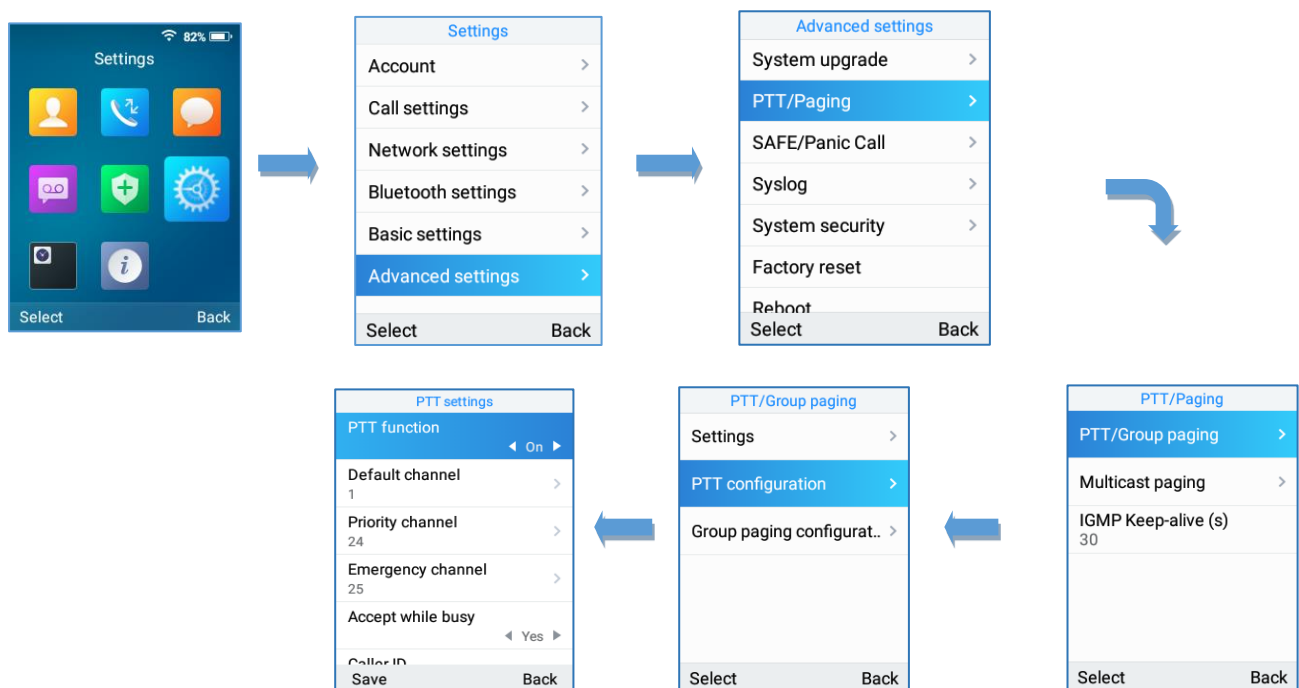 82%
Settings
Select Back
Settings
Account
Call settings
Network settings
Bluetooth settings
Basic settings
Advanced settings
Select Back
Advanced settings
System upgrade
PTT/Paging
SAFE/Panic Call
Syslog
System security
Factory reset
Reboot
Select Back
PTT/Paging
PTT/Group paging
Multicast paging
IGMP Keep-alive (s)
30
Select Back
PTT/Group paging
Settings
PTT configuration
Group paging configurat..
Select Back
PTT settings
PTT function
On
Default channel
1
Priority channel
24
Emergency channel
25
Accept while busy
Yes
Caller ID
Save Back